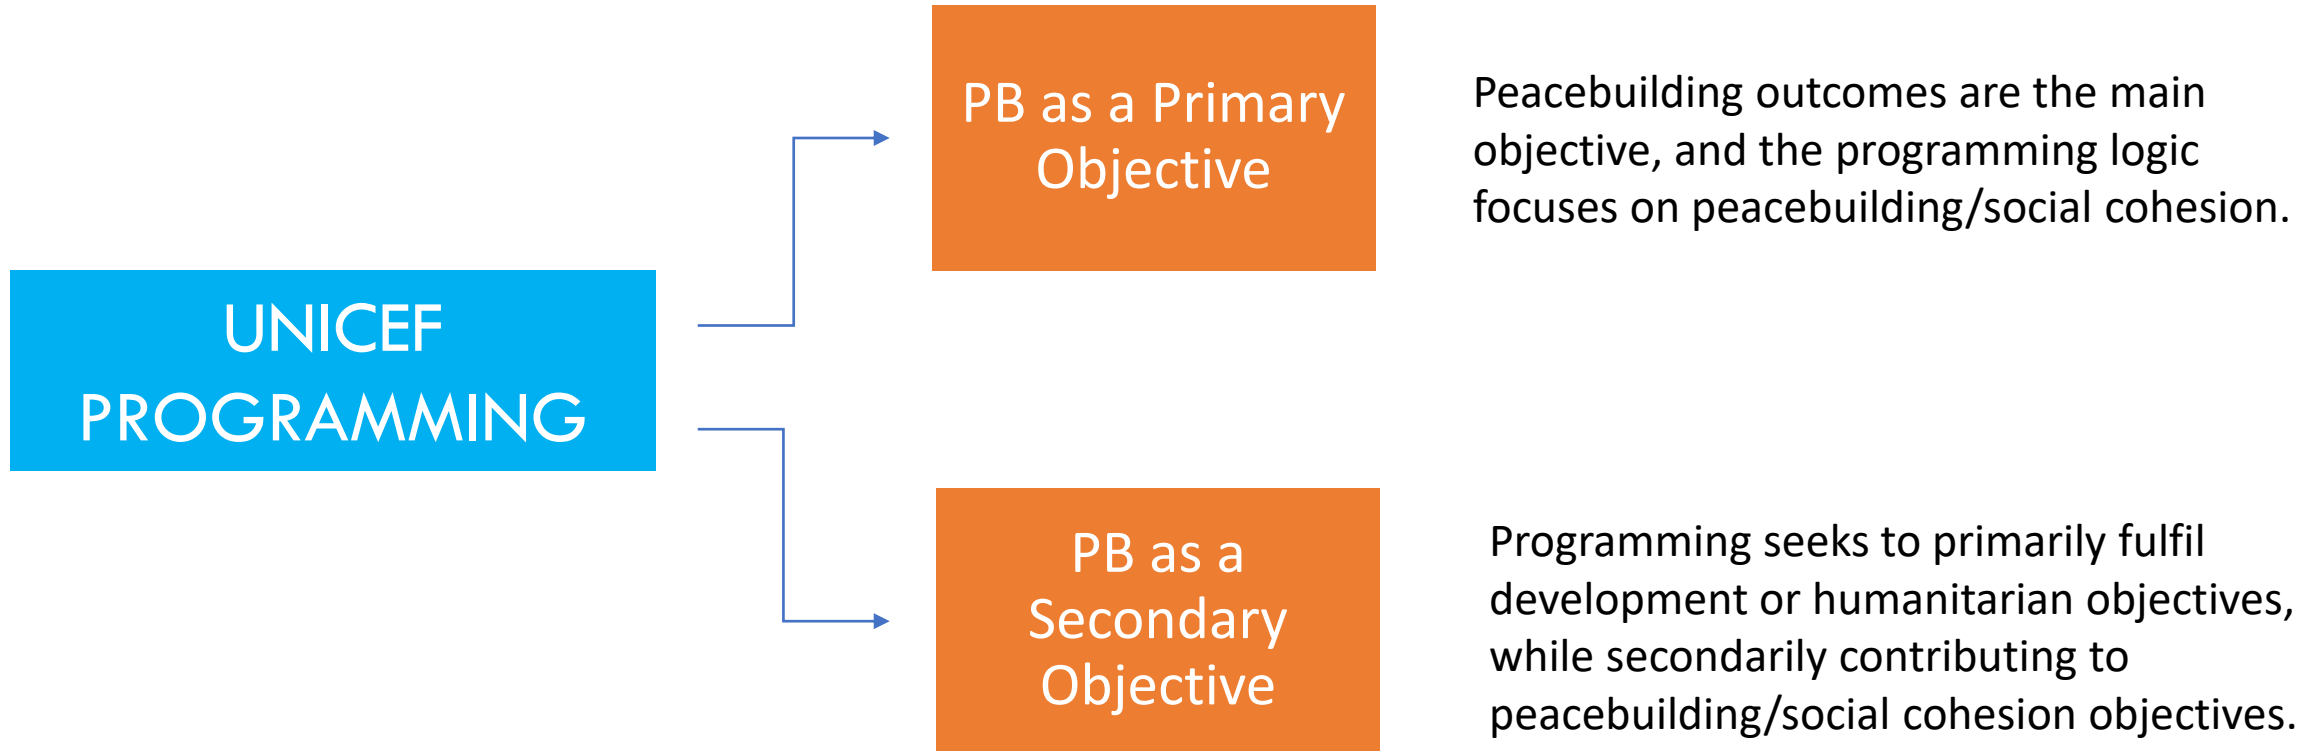 UNICEF
PROGRAMMING
PB as a Primary
Objective
Peacebuilding outcomes are the main
objective, and the programming logic
focuses on peacebuilding/social cohesion.
PB as a
Secondary
Objective
Programming seeks to primarily fulfil
development or humanitarian objectives,
while secondarily contributing to
peacebuilding/social cohesion objectives.